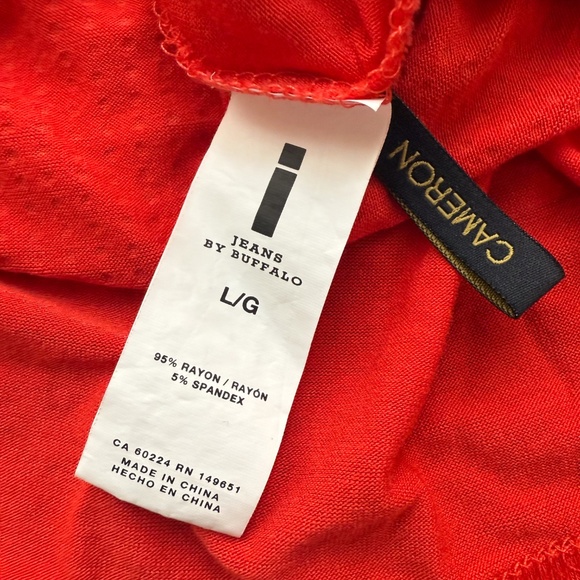 i
JEANS
BY BUFFALO
L/G
95% RAYON / RAYÓN
5% SPANDEX
CA 60224 RN 149651
MADE IN CHINA
HECHO EN CHINA
CAMERON